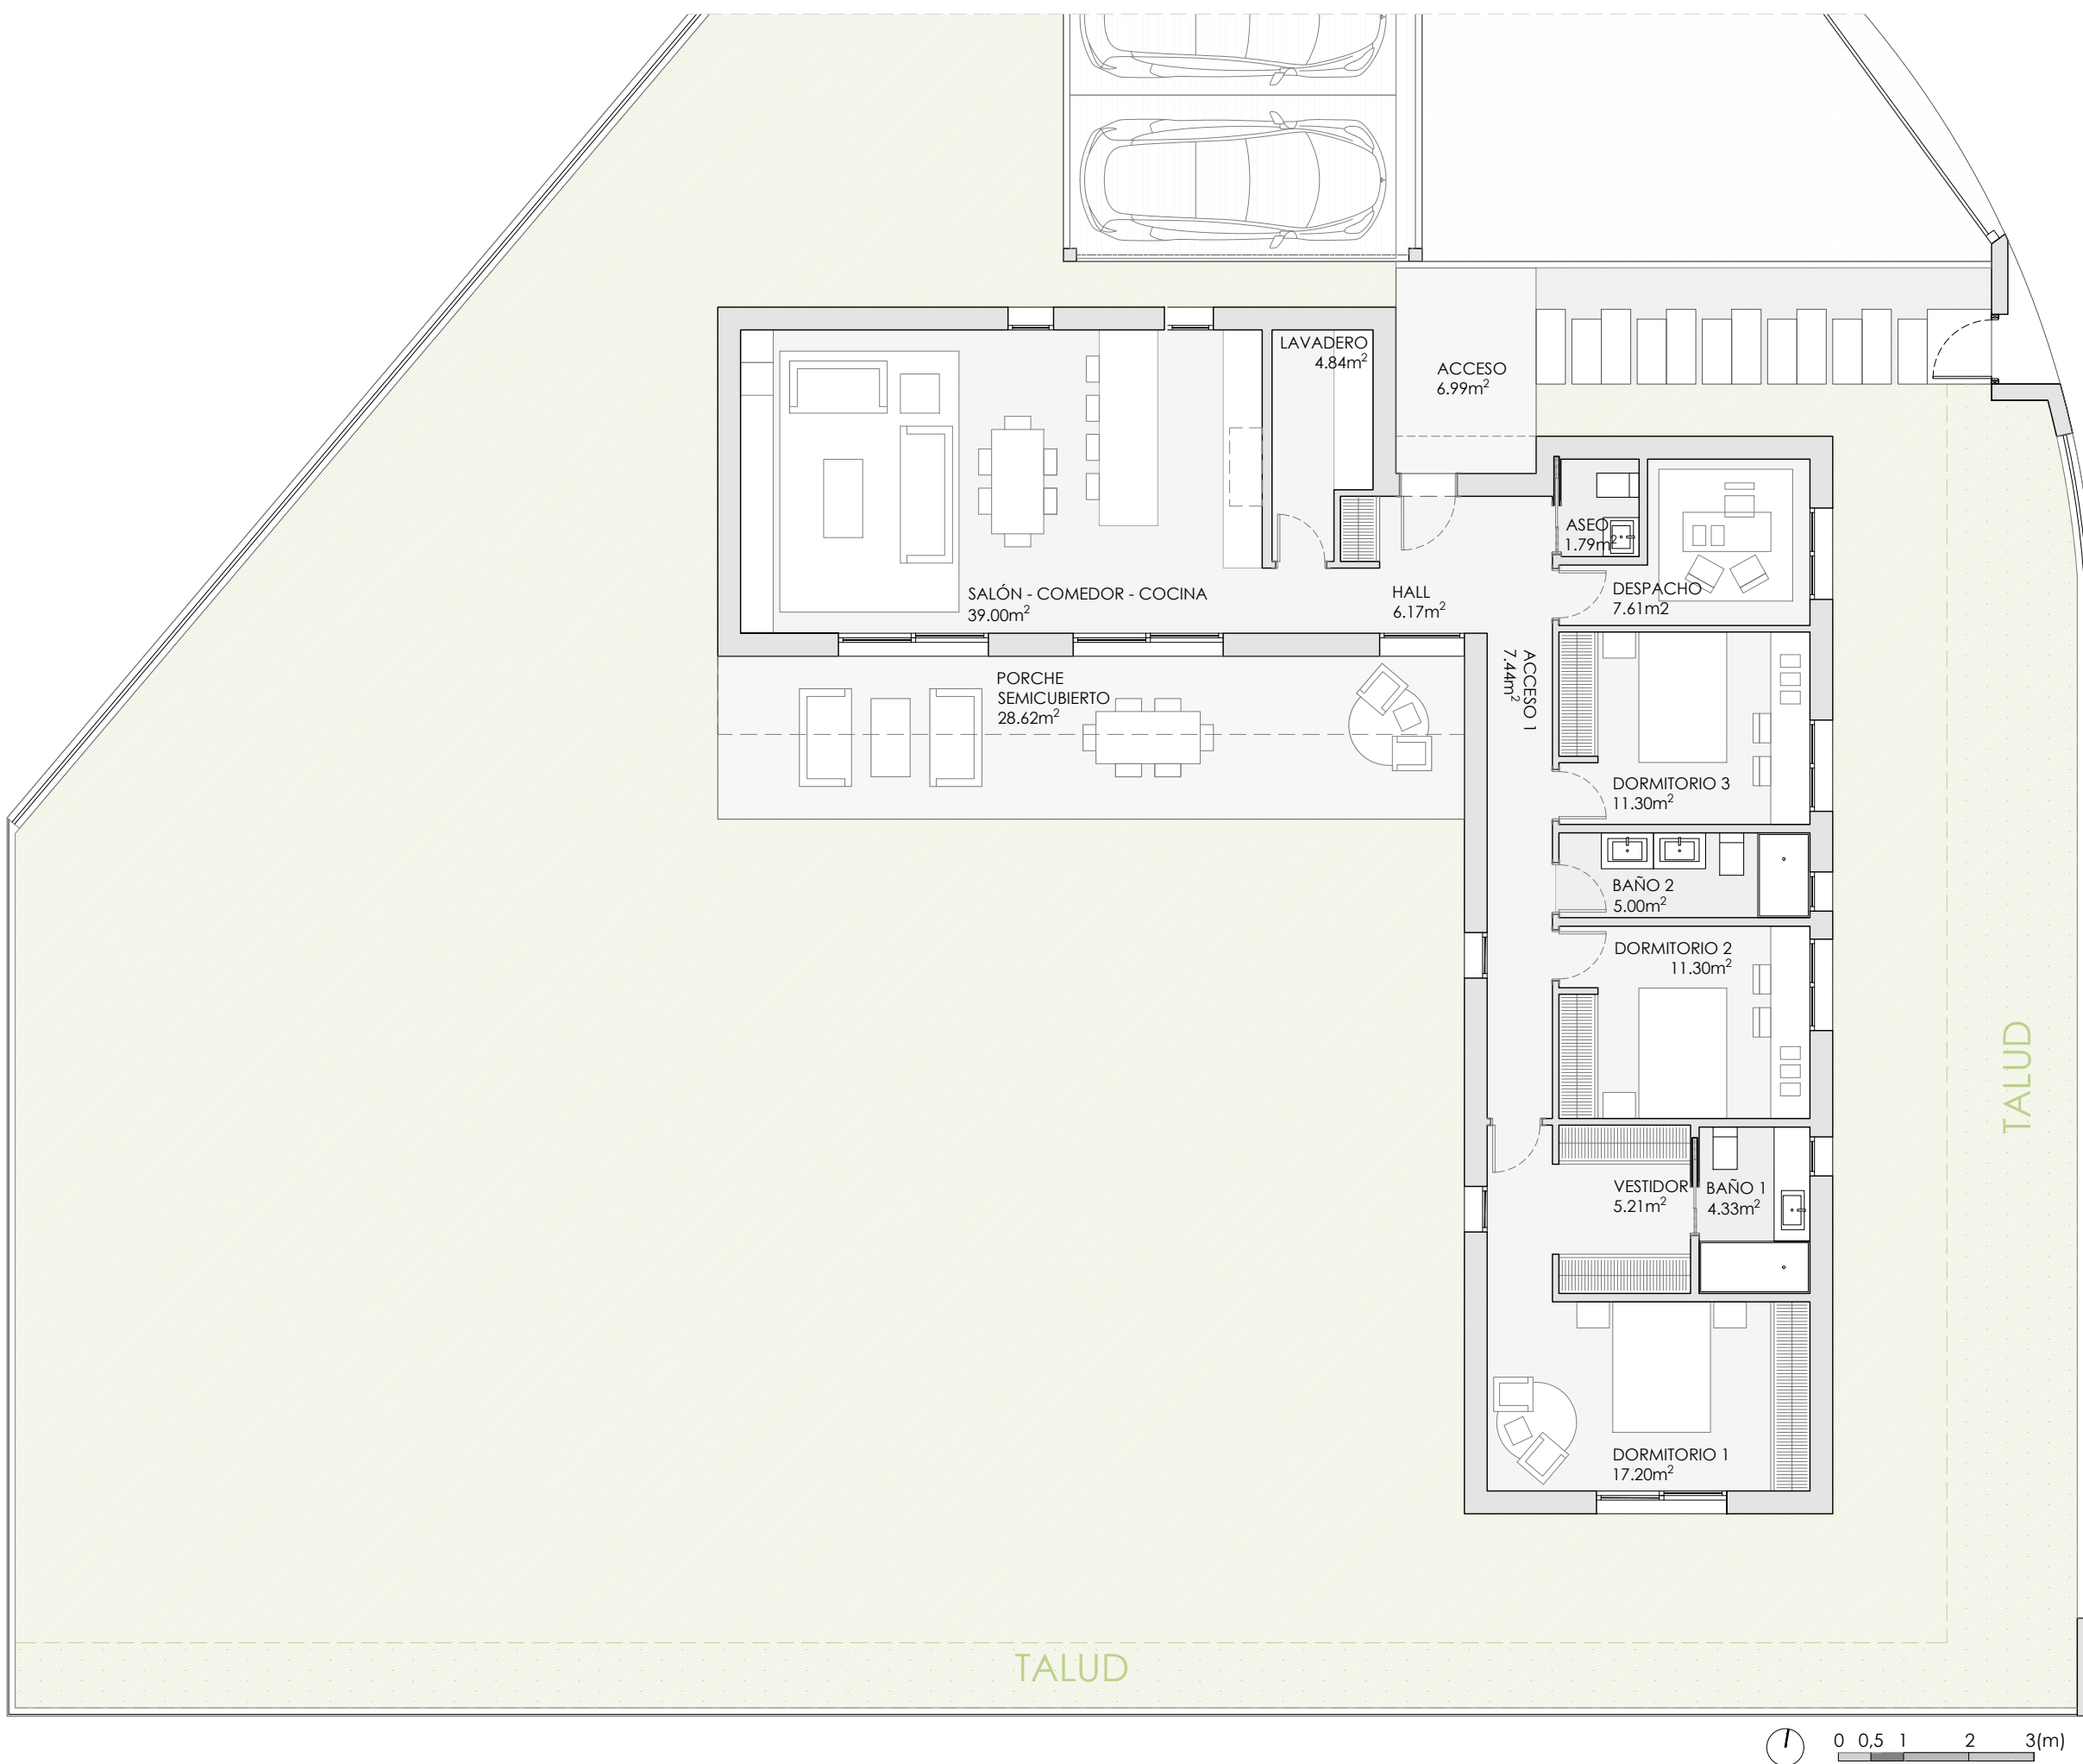 LAVADERO
4.84m²
ACCESO
6.99m²
ASEO
1.79m²
SALÓN - COMEDOR - COCINA
39.00m²
HALL
6.17m²
DESPACHO
7.61m2
PORCHE
SEMICUBIERTO
28.62m²
ACCESO 1
7.44m²
DORMITORIO 3
11.30m²
BAÑO 2
5.00m²
DORMITORIO 2
11.30m²
TALUD
VESTIDOR
5.21m²
BAÑO 1
4.33m²
DORMITORIO 1
17.20m²
TALUD
0 0,5 1 2 3(m)